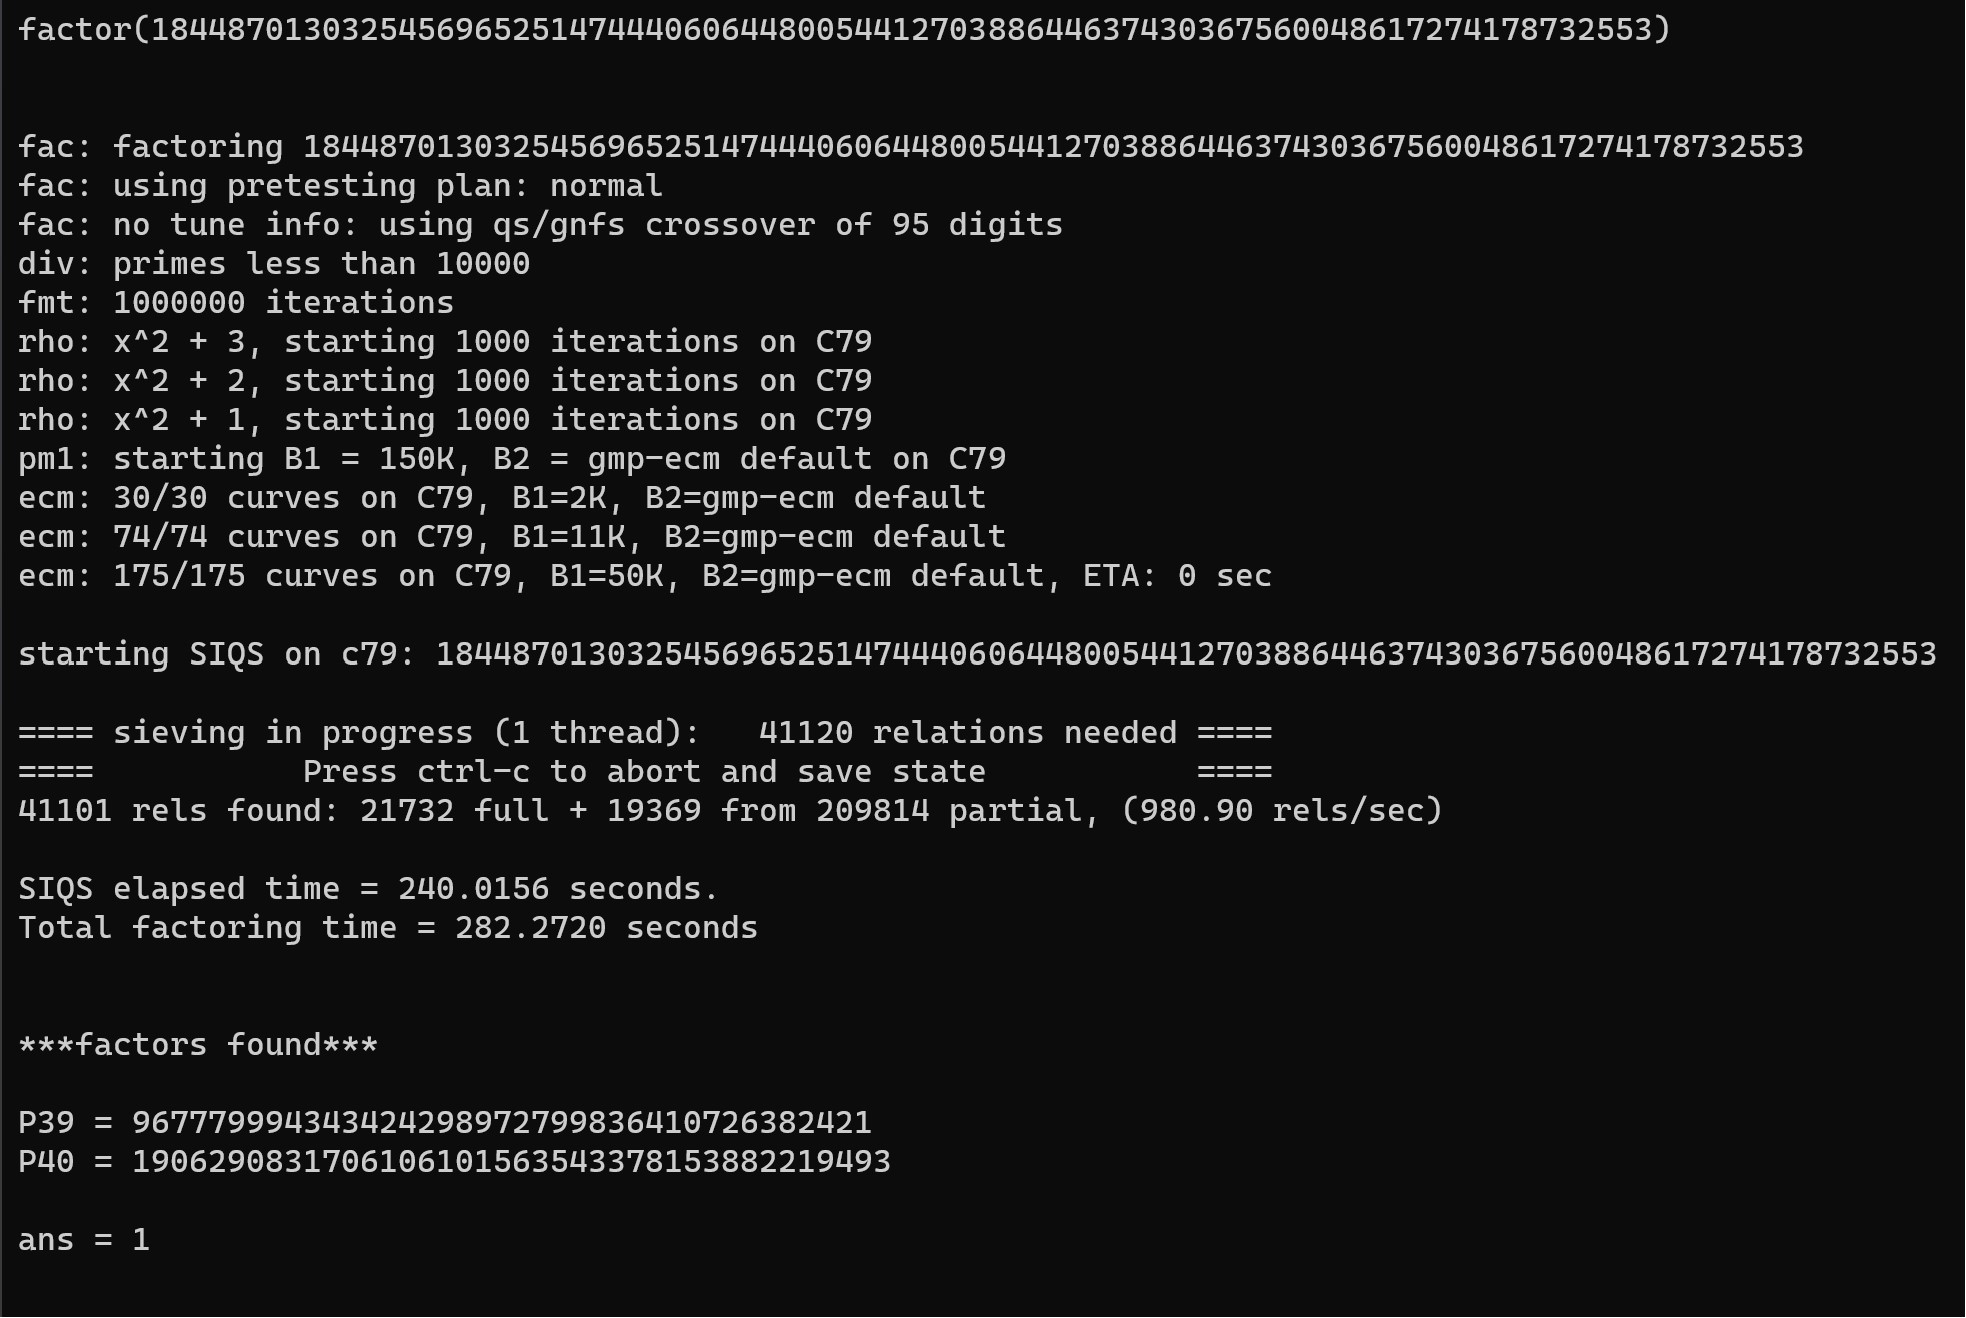 factor(1844870130325456965251474440606448005441270388644637430367560048617274178732553)
fac: factoring 1844870130325456965251474440606448005441270388644637430367560048617274178732553
fac: using pretesting plan: normal
fac: no tune info: using qs/gnfs crossover of 95 digits
div: primes less than 10000
fmt: 1000000 iterations
rho: x^2 + 3, starting 1000 iterations on C79
rho: x^2 + 2, starting 1000 iterations on C79
rho: x^2 + 1, starting 1000 iterations on C79
pm1: starting B1 = 150K, B2 = gmp-ecm default on C79
ecm: 30/30 curves on C79, B1=2K, B2=gmp-ecm default
ecm: 74/74 curves on C79, B1=11K, B2=gmp-ecm default
ecm: 175/175 curves on C79, B1=50K, B2=gmp-ecm default, ETA: 0 sec
starting SIQS on c79: 1844870130325456965251474440606448005441270388644637430367560048617274178732553
==== sieving in progress (1 thread):   41120 relations needed ====
====           Press ctrl-c to abort and save state           ====
41101 rels found: 21732 full + 19369 from 209814 partial, (980.90 rels/sec)
SIQS elapsed time = 240.0156 seconds.
Total factoring time = 282.2720 seconds
***factors found***
P39 = 967779994343424298972799836410726382421
P40 = 1906290831706106101563543378153882219493
ans = 1